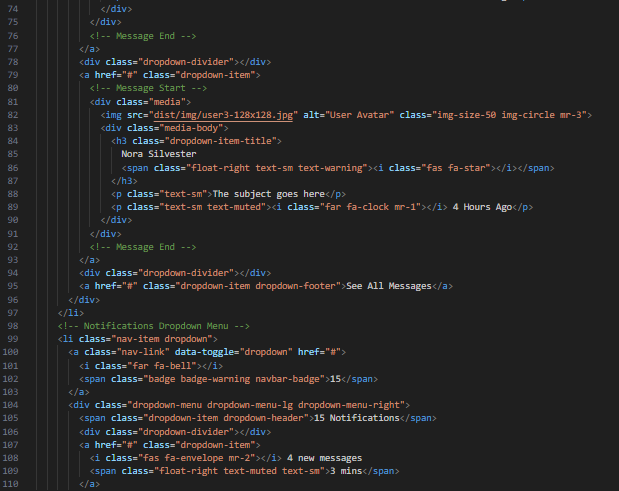 74 </div>
75 </div>
76 <!-- Message End -->
77 </a>
78 <div class="dropdown-divider"></div>
79 <a href="#" class="dropdown-item">
80 <!-- Message Start -->
81 <div class="media">
82 <img src="dist/img/user3-128x128.jpg" alt="User Avatar" class="img-size-50 img-circle mr-3">
83 <div class="media-body">
84 <h3 class="dropdown-item-title">
85 Nora Silvester
86 <span class="float-right text-sm text-warning"><i class="fas fa-star"></i></span>
87 </h3>
88 <p class="text-sm">The subject goes here</p>
89 <p class="text-sm text-muted"><i class="far fa-clock mr-1"></i> 4 Hours Ago</p>
90 </div>
91 </div>
92 <!-- Message End -->
93 </a>
94 <div class="dropdown-divider"></div>
95 <a href="#" class="dropdown-item dropdown-footer">See All Messages</a>
96 </div>
97 </li>
98 <!-- Notifications Dropdown Menu -->
99 <li class="nav-item dropdown">
100 <a class="nav-link" data-toggle="dropdown" href="#">
101 <i class="far fa-bell"></i>
102 <span class="badge badge-warning navbar-badge">15</span>
103 </a>
104 <div class="dropdown-menu dropdown-menu-lg dropdown-menu-right">
105 <span class="dropdown-item dropdown-header">15 Notifications</span>
106 <div class="dropdown-divider"></div>
107 <a href="#" class="dropdown-item">
108 <i class="fas fa-envelope mr-2"></i> 4 new messages
109 <span class="float-right text-muted text-sm">3 mins</span>
110 </a>